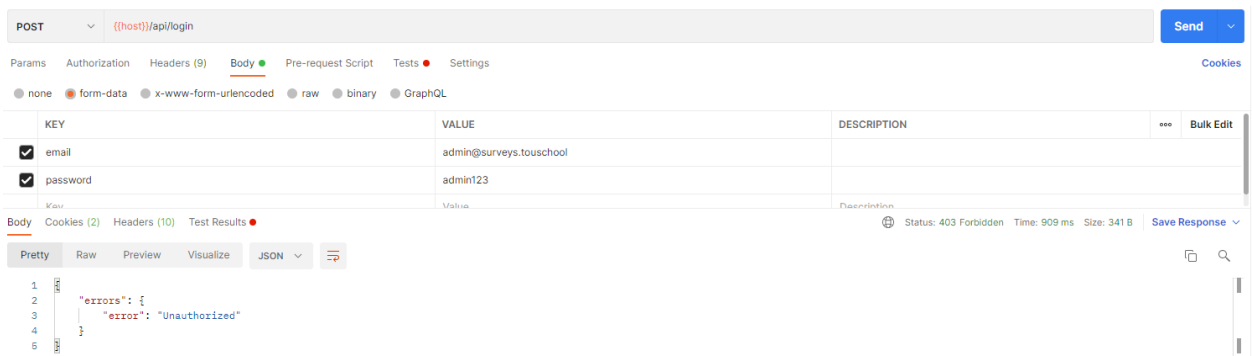 POST {{host}}/api/login Send
Params Authorization Headers (9) Body Pre-request Script Tests Settings Cookies
none form-data x-www-form-urlencoded raw binary GraphQL
KEY VALUE DESCRIPTION ooo Bulk Edit
email admin@surveys.touschool
password admin123
Key Value Description
Body Cookies (2) Headers (10) Test Results Status: 403 Forbidden Time: 909 ms Size: 341 B Save Response
Pretty Raw Preview Visualize JSON
1 {
2 "errors": {
3 "error": "Unauthorized"
4 }
5 }